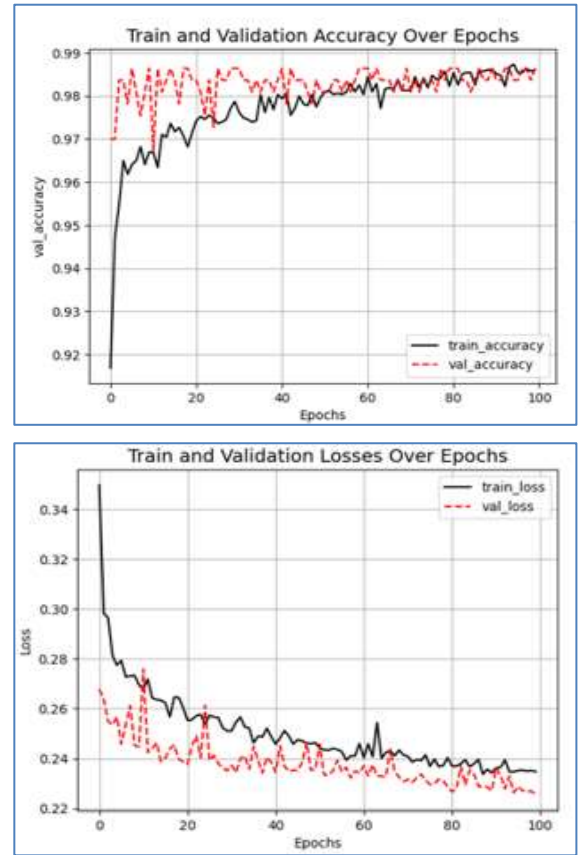 Train and Validation Accuracy Over Epochs
0.99
0.98
0.97
0.96
0.95
0.94
0.93
0.92
val_accuracy
train_accuracy
val_accuracy
0 20 40 60 80 100
Epochs
Train and Validation Losses Over Epochs
train_loss
val_loss
0.34
0.32
0.30
0.28
0.26
0.24
0.22
Loss
0 20 40 60 80 100
Epochs